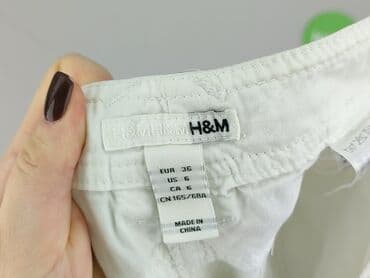 H&M H&M H&M
EUR 36
US 6
CA 6
CN 165/68A
MADE IN
CHINA